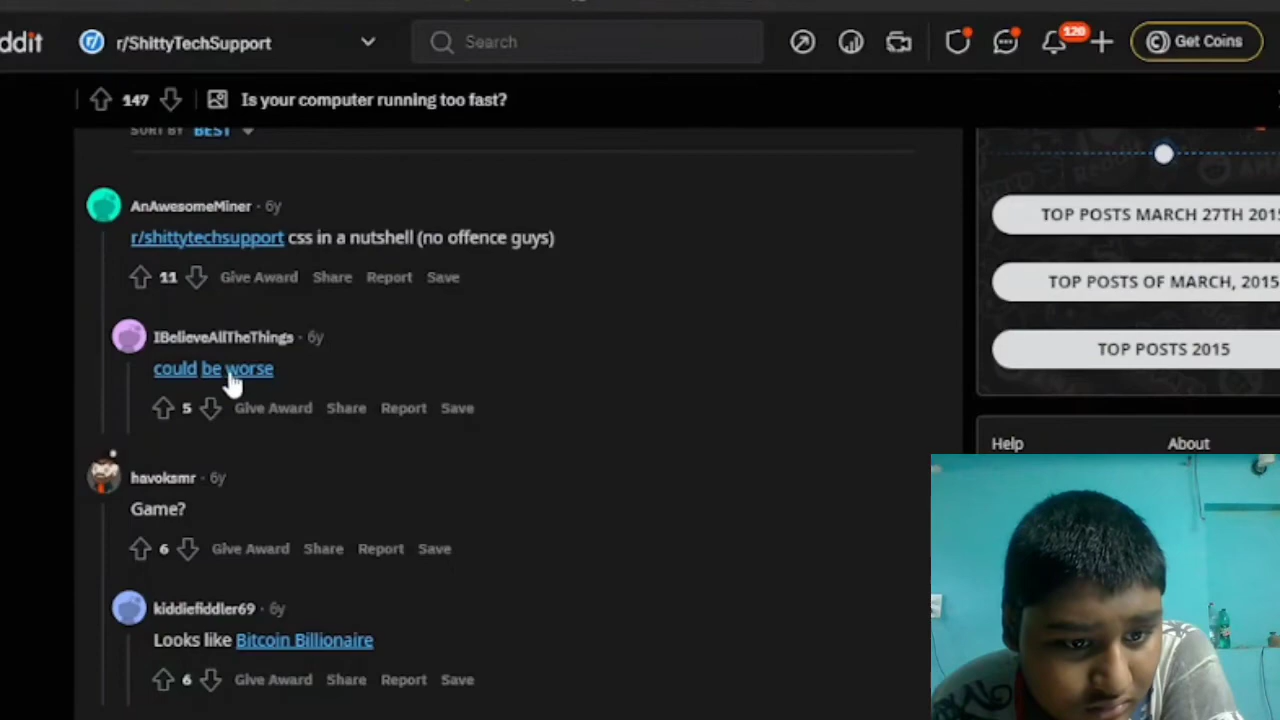 ddit r/ShittyTechSupport Search 120 Get Coins
147 Is your computer running too fast?
SORT BY BEST
AnAwesomeMiner · 6y
r/shittytechsupport css in a nutshell (no offence guys)
11 Give Award Share Report Save
IBelieveAllTheThings · 6y
could be worse
5 Give Award Share Report Save
havoksmr · 6y
Game?
6 Give Award Share Report Save
kiddiefiddler69 · 6y
Looks like Bitcoin Billionaire
6 Give Award Share Report Save
TOP POSTS MARCH 27TH 2015
TOP POSTS OF MARCH, 2015
TOP POSTS 2015
Help About